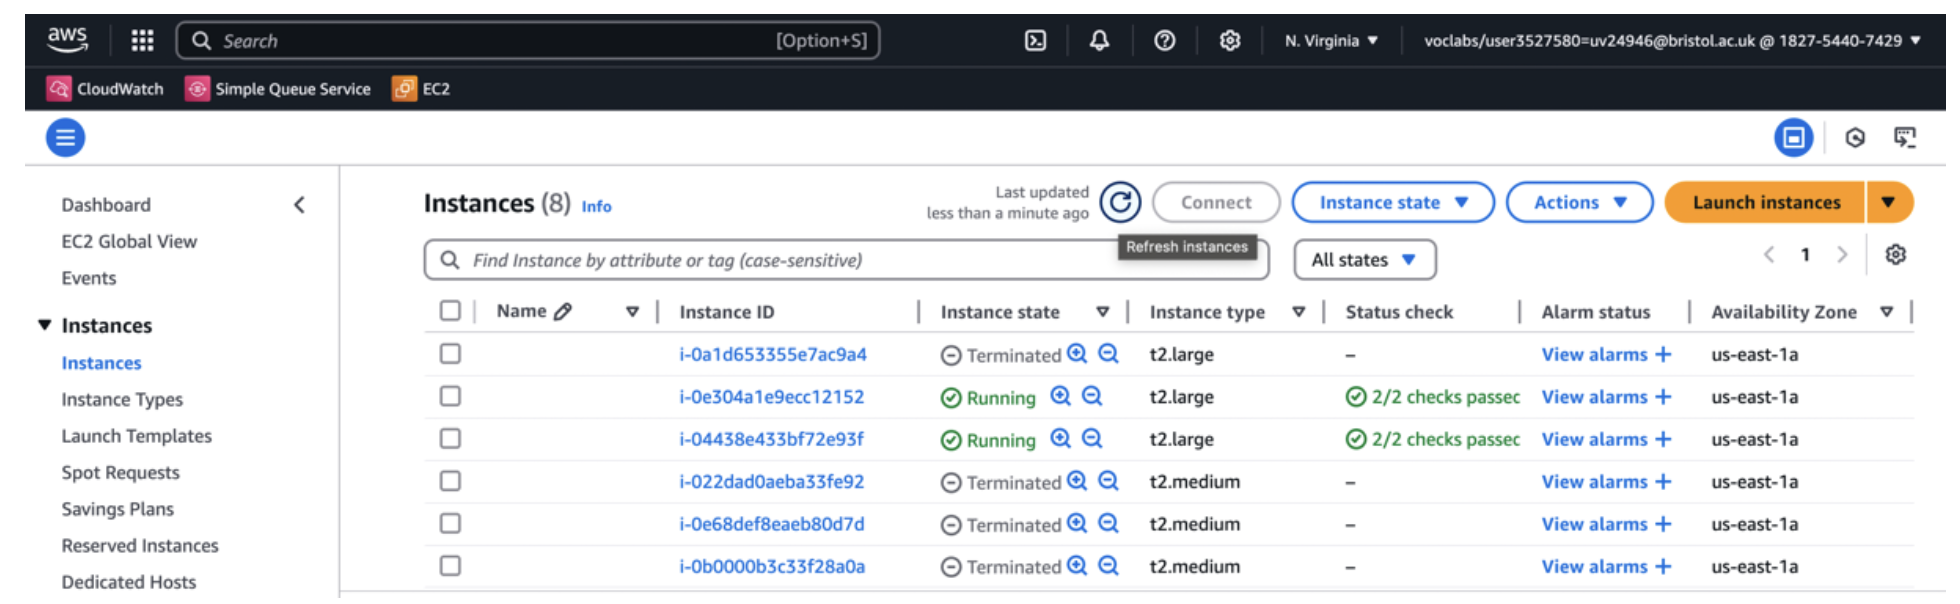 aws Search [Option+S] N. Virginia voclabs/user3527580=uv24946@bristol.ac.uk @ 1827-5440-7429
CloudWatch Simple Queue Service EC2
Dashboard
EC2 Global View
Events
Instances
Instances
Instance Types
Launch Templates
Spot Requests
Savings Plans
Reserved Instances
Dedicated Hosts
Instances (8) Info
Last updated
less than a minute ago
Connect Instance state Actions Launch instances
Refresh instances
Find Instance by attribute or tag (case-sensitive) All states 1
Name Instance ID Instance state Instance type Status check Alarm status Availability Zone
i-0a1d653355e7ac9a4 Terminated t2.large – View alarms + us-east-1a
i-0e304a1e9ecc12152 Running t2.large 2/2 checks passec View alarms + us-east-1a
i-04438e433bf72e93f Running t2.large 2/2 checks passec View alarms + us-east-1a
i-022dad0aeba33fe92 Terminated t2.medium – View alarms + us-east-1a
i-0e68def8eaeb80d7d Terminated t2.medium – View alarms + us-east-1a
i-0b0000b3c33f28a0a Terminated t2.medium – View alarms + us-east-1a